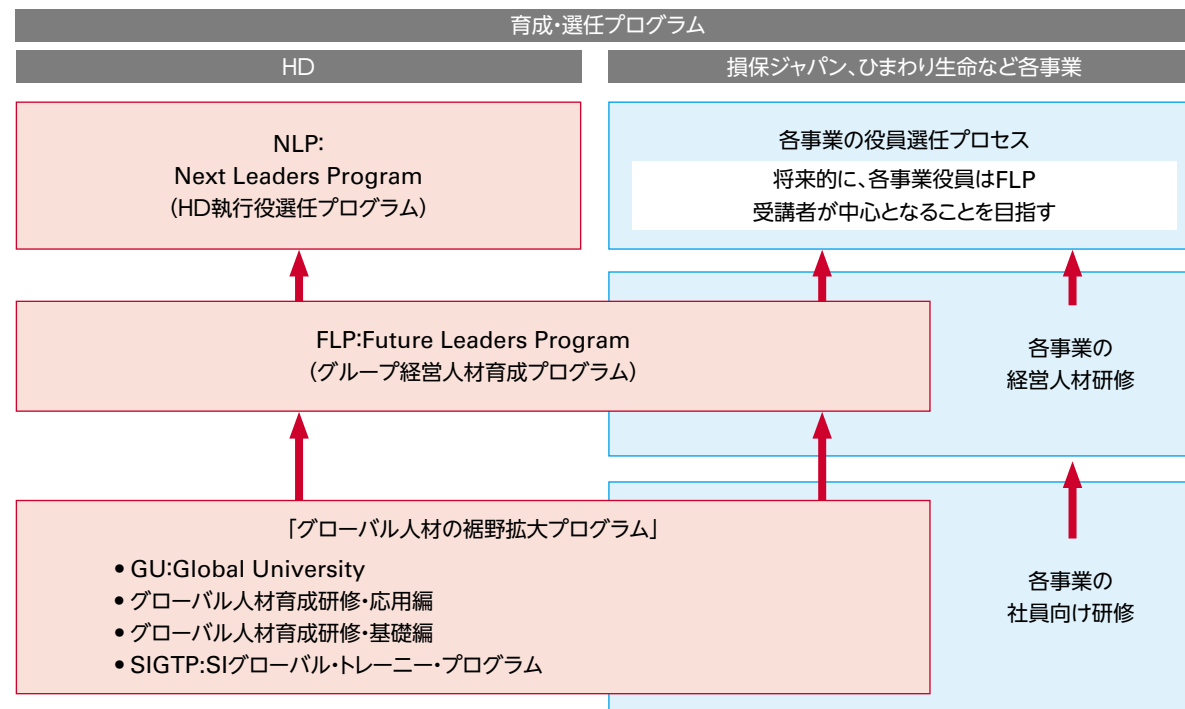 育成・選任プログラム
HD
損保ジャパン、ひまわり生命など各事業
NLP:
Next Leaders Program
（HD執行役選任プログラム）
各事業の役員選任プロセス
将来的に、各事業役員はFLP
受講者が中心となることを目指す
FLP:Future Leaders Program
（グループ経営人材育成プログラム）
各事業の
経営人材研修
「グローバル人材の裾野拡大プログラム」
• GU:Global University
• グローバル人材育成研修・応用編
• グローバル人材育成研修・基礎編
• SIGTP:SIグローバル・トレーニー・プログラム
各事業の
社員向け研修